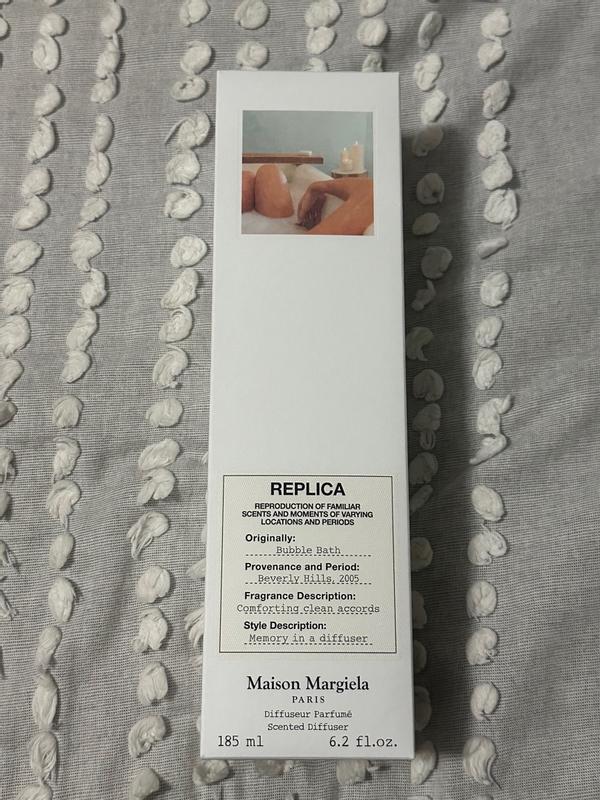 REPLICA
REPRODUCTION OF FAMILIAR
SCENTS AND MOMENTS OF VARYING
LOCATIONS AND PERIODS
Originally:
Bubble Bath
Provenance and Period:
Beverly Hills, 2005
Fragrance Description:
Comforting clean accords
Style Description:
Memory in a diffuser
Maison Margiela
PARIS
Diffuseur Parfumé
Scented Diffuser
185 ml 6.2 fl.oz.